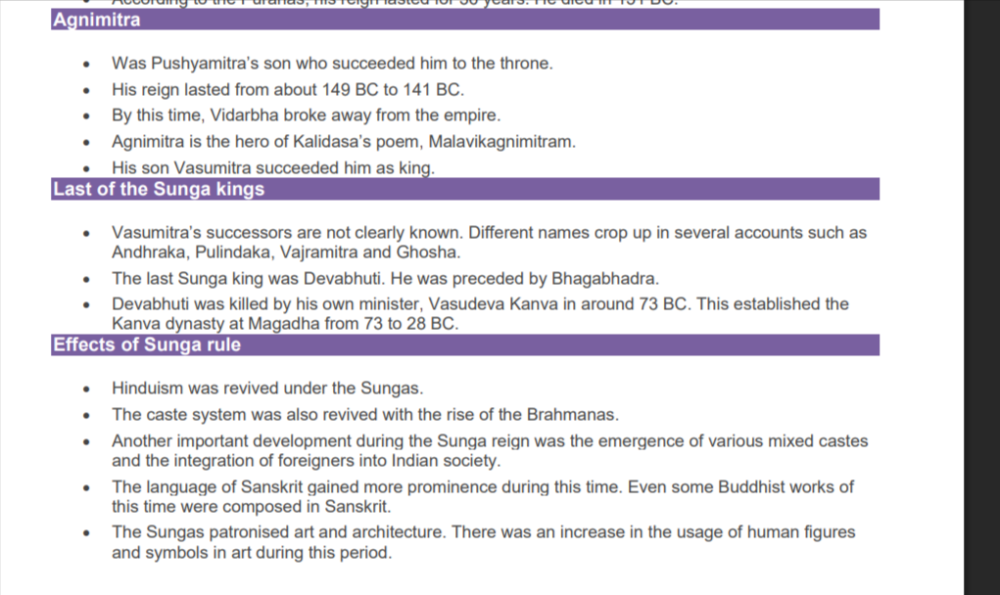 According to the Puranas, his reign lasted for 36 years. He died in 151 BC.
Agnimitra
• Was Pushyamitra’s son who succeeded him to the throne.
• His reign lasted from about 149 BC to 141 BC.
• By this time, Vidarbha broke away from the empire.
• Agnimitra is the hero of Kalidasa’s poem, Malavikagnimitram.
• His son Vasumitra succeeded him as king.
Last of the Sunga kings
• Vasumitra’s successors are not clearly known. Different names crop up in several accounts such as
Andhraka, Pulindaka, Vajramitra and Ghosha.
• The last Sunga king was Devabhuti. He was preceded by Bhagabhadra.
• Devabhuti was killed by his own minister, Vasudeva Kanva in around 73 BC. This established the
Kanva dynasty at Magadha from 73 to 28 BC.
Effects of Sunga rule
• Hinduism was revived under the Sungas.
• The caste system was also revived with the rise of the Brahmanas.
• Another important development during the Sunga reign was the emergence of various mixed castes
and the integration of foreigners into Indian society.
• The language of Sanskrit gained more prominence during this time. Even some Buddhist works of
this time were composed in Sanskrit.
• The Sungas patronised art and architecture. There was an increase in the usage of human figures
and symbols in art during this period.